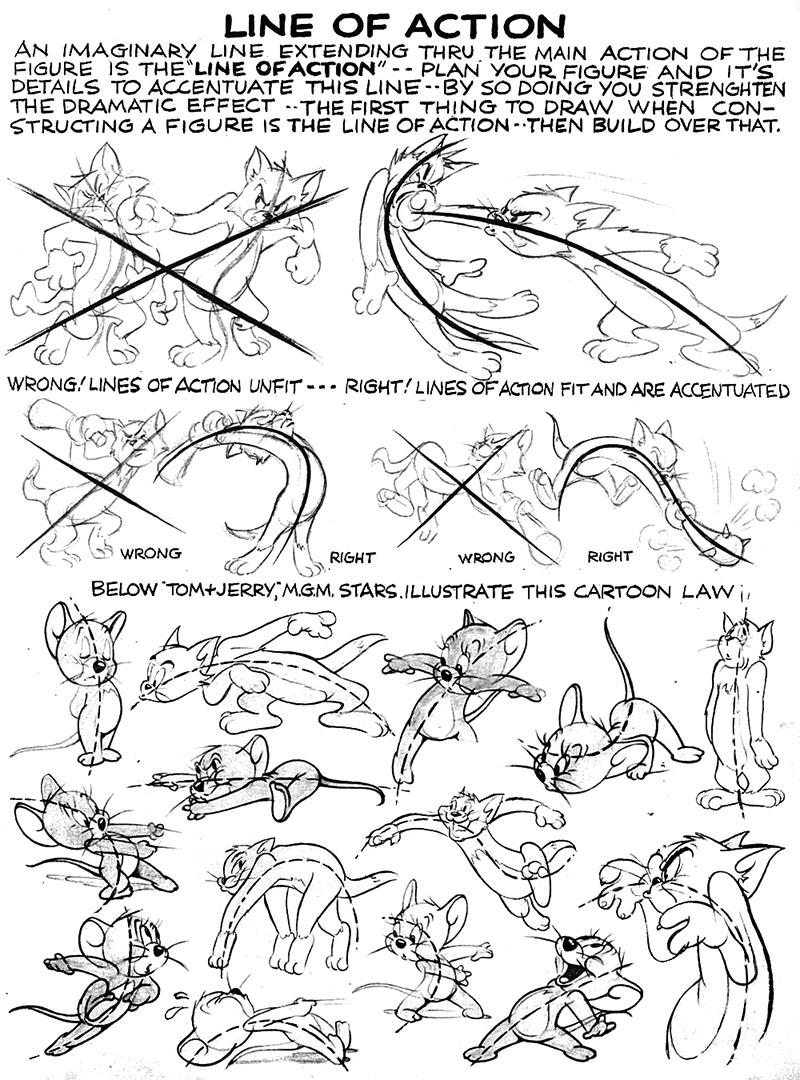 LINE OF ACTION
AN IMAGINARY LINE EXTENDING THRU THE MAIN ACTION OF THE
FIGURE IS THE "LINE OF ACTION" -- PLAN YOUR FIGURE AND IT'S
DETAILS TO ACCENTUATE THIS LINE -- BY SO DOING YOU STRENGHTEN
THE DRAMATIC EFFECT -- THE FIRST THING TO DRAW WHEN CON-
STRUCTING A FIGURE IS THE LINE OF ACTION -- THEN BUILD OVER THAT.
WRONG! LINES OF ACTION UNFIT --- RIGHT! LINES OF ACTION FIT AND ARE ACCENTUATED
WRONG RIGHT WRONG RIGHT
BELOW "TOM + JERRY," M.G.M. STARS. ILLUSTRATE THIS CARTOON LAW